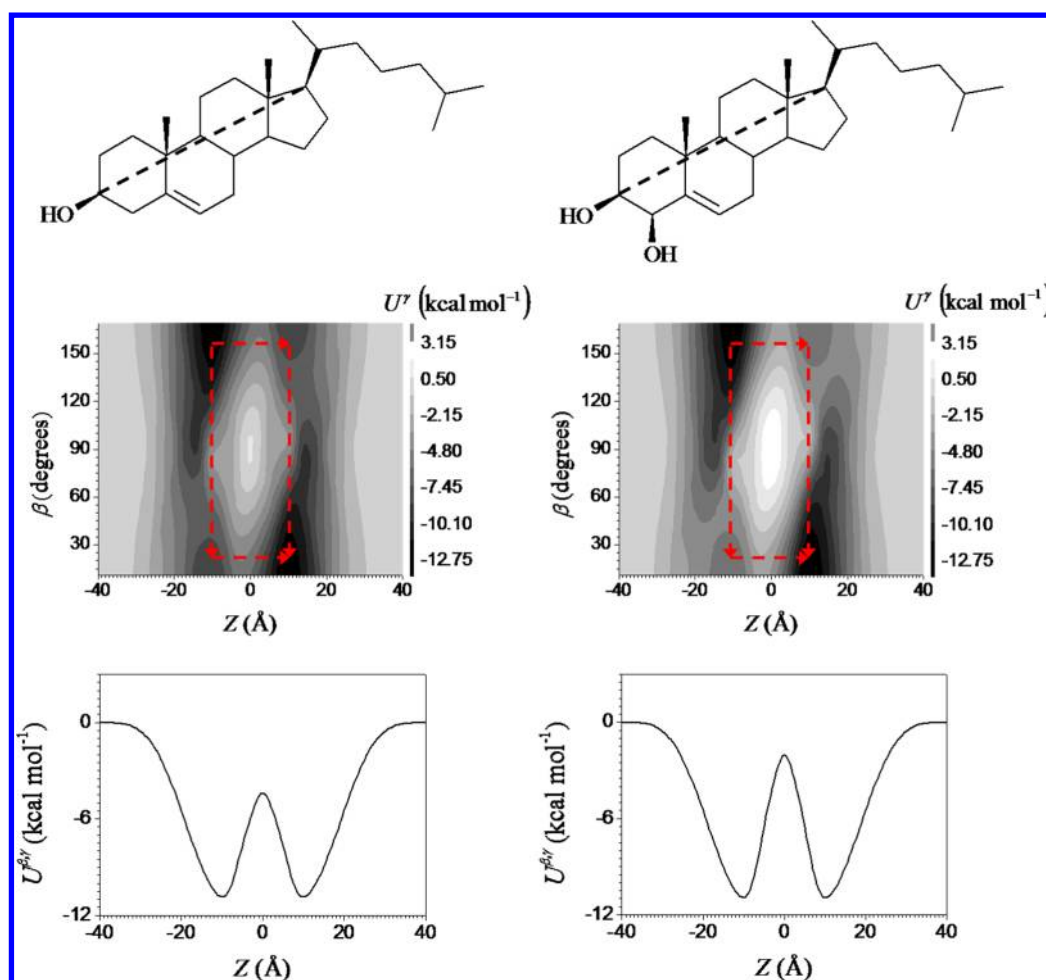 HO
HO
OH
U^γ (kcal mol⁻¹)
U^γ (kcal mol⁻¹)
β (degrees)
150
120
90
60
30
3.15
0.50
-2.15
-4.80
-7.45
-10.10
-12.75
-40 -20 0 20 40
Z (Å)
β (degrees)
150
120
90
60
30
3.15
0.50
-2.15
-4.80
-7.45
-10.10
-12.75
-40 -20 0 20 40
Z (Å)
U^β,γ (kcal mol⁻¹)
0
-6
-12
-40 -20 0 20 40
Z (Å)
U^β,γ (kcal mol⁻¹)
0
-6
-12
-40 -20 0 20 40
Z (Å)